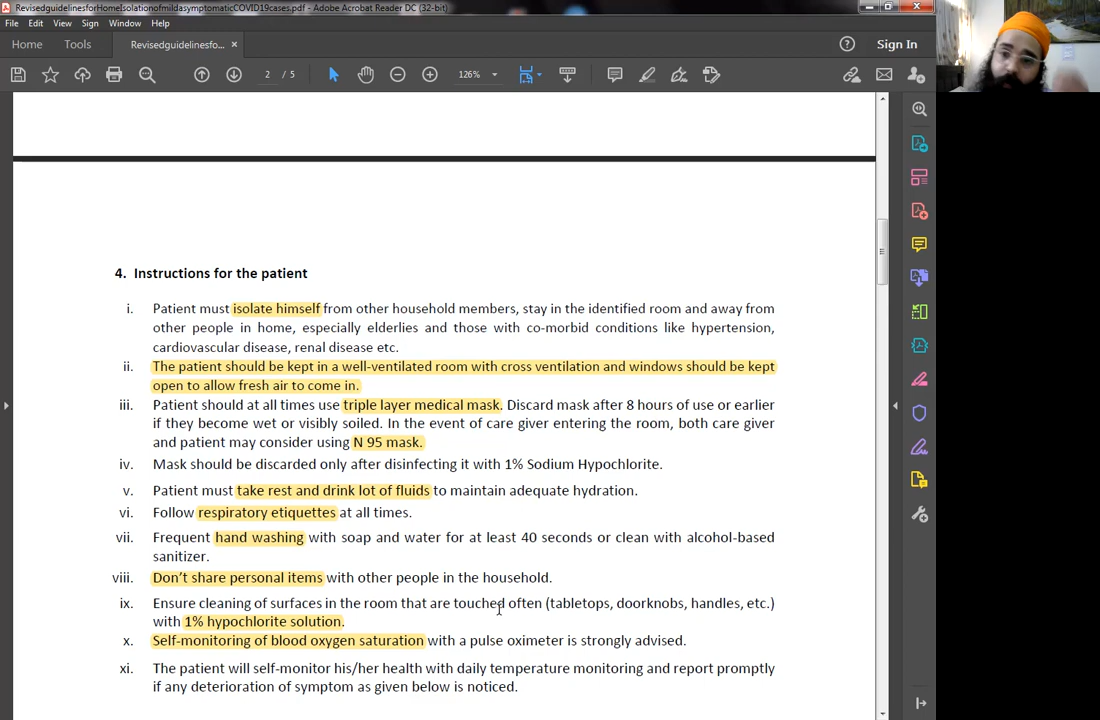 RevisedguidelinesforHomeIsolationofmildasymptomaticCOVID19cases.pdf - Adobe Acrobat Reader DC (32-bit)
File Edit View Sign Window Help
Home Tools Revisedguidelinesfo... × Sign In
2 / 5 126%
4. Instructions for the patient
i. Patient must isolate himself from other household members, stay in the identified room and away from
other people in home, especially elderlies and those with co-morbid conditions like hypertension,
cardiovascular disease, renal disease etc.
ii. The patient should be kept in a well-ventilated room with cross ventilation and windows should be kept
open to allow fresh air to come in.
iii. Patient should at all times use triple layer medical mask. Discard mask after 8 hours of use or earlier
if they become wet or visibly soiled. In the event of care giver entering the room, both care giver
and patient may consider using N 95 mask.
iv. Mask should be discarded only after disinfecting it with 1% Sodium Hypochlorite.
v. Patient must take rest and drink lot of fluids to maintain adequate hydration.
vi. Follow respiratory etiquettes at all times.
vii. Frequent hand washing with soap and water for at least 40 seconds or clean with alcohol-based
sanitizer.
viii. Don’t share personal items with other people in the household.
ix. Ensure cleaning of surfaces in the room that are touched often (tabletops, doorknobs, handles, etc.)
with 1% hypochlorite solution.
x. Self-monitoring of blood oxygen saturation with a pulse oximeter is strongly advised.
xi. The patient will self-monitor his/her health with daily temperature monitoring and report promptly
if any deterioration of symptom as given below is noticed.